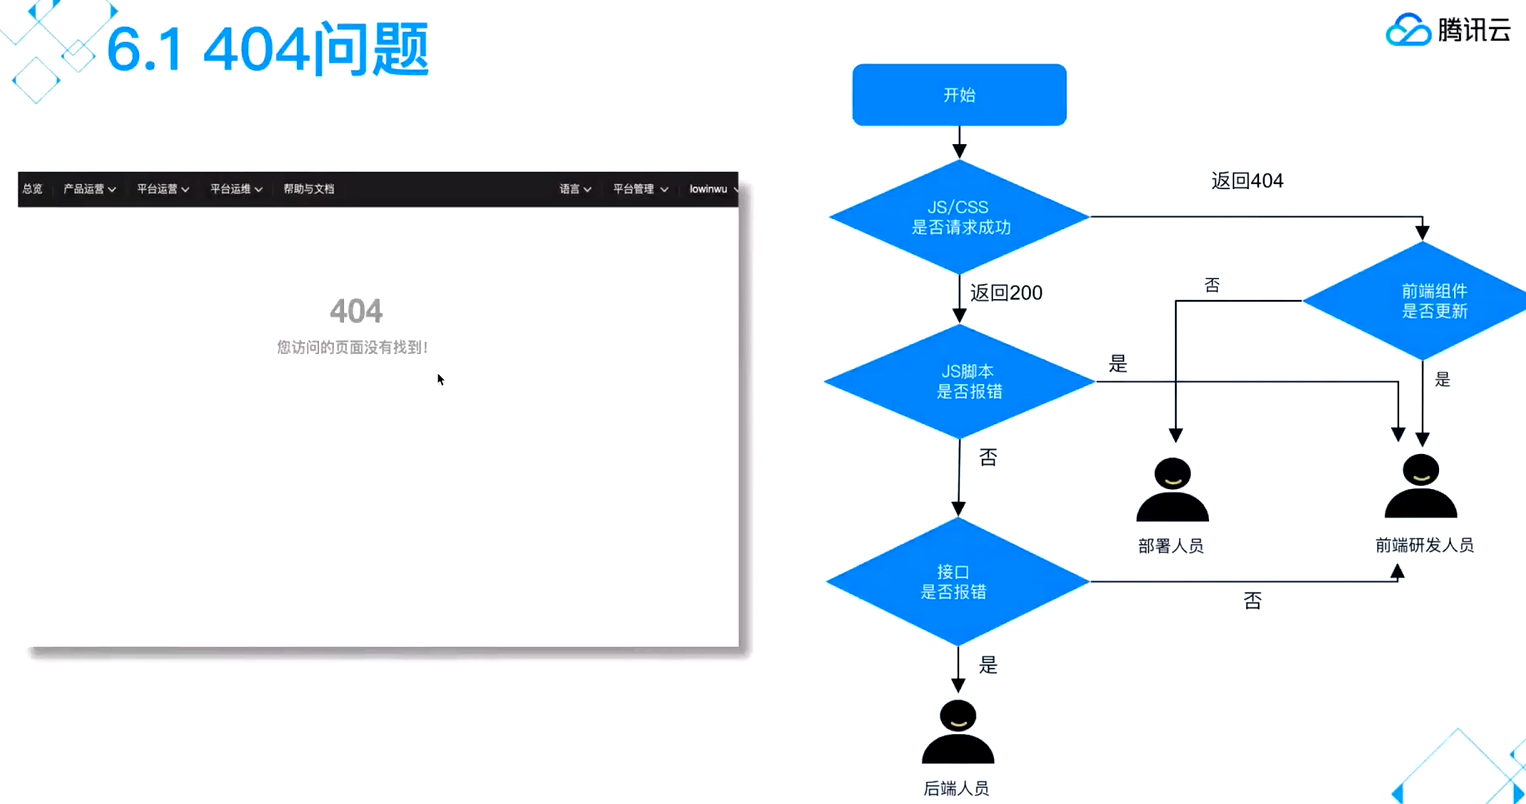 6.1 404问题
腾讯云
总览 产品运营 平台运营 平台运维 帮助与文档 语言 平台管理 lowinwu
404
您访问的页面没有找到！
开始
JS/CSS
是否请求成功
返回404
返回200
前端组件
是否更新
否
是
JS脚本
是否报错
是
否
部署人员
前端研发人员
接口
是否报错
否
是
后端人员